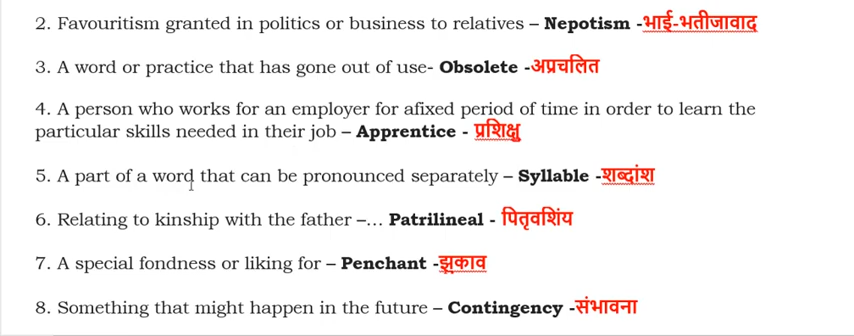 2. Favouritism granted in politics or business to relatives – Nepotism -भाई-भतीजावाद
3. A word or practice that has gone out of use- Obsolete -अप्रचलित
4. A person who works for an employer for afixed period of time in order to learn the
particular skills needed in their job – Apprentice - प्रशिक्षु
5. A part of a word that can be pronounced separately – Syllable -शब्दांश
6. Relating to kinship with the father –… Patrilineal - पितृवशिंय
7. A special fondness or liking for – Penchant -झुकाव
8. Something that might happen in the future – Contingency -संभावना